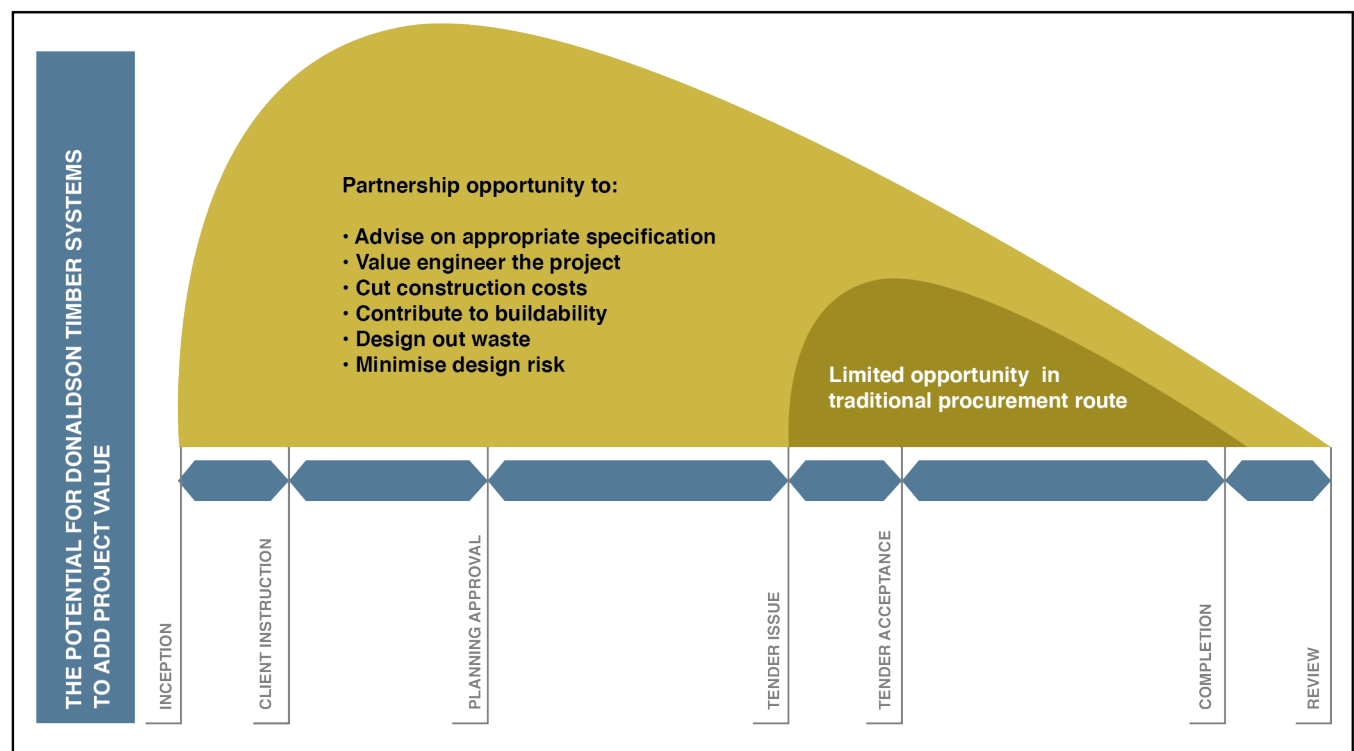 THE POTENTIAL FOR DONALDSON TIMBER SYSTEMS
TO ADD PROJECT VALUE
Partnership opportunity to:
· Advise on appropriate specification
· Value engineer the project
· Cut construction costs
· Contribute to buildability
· Design out waste
· Minimise design risk
Limited opportunity in
traditional procurement route
INCEPTION
CLIENT INSTRUCTION
PLANNING APPROVAL
TENDER ISSUE
TENDER ACCEPTANCE
COMPLETION
REVIEW